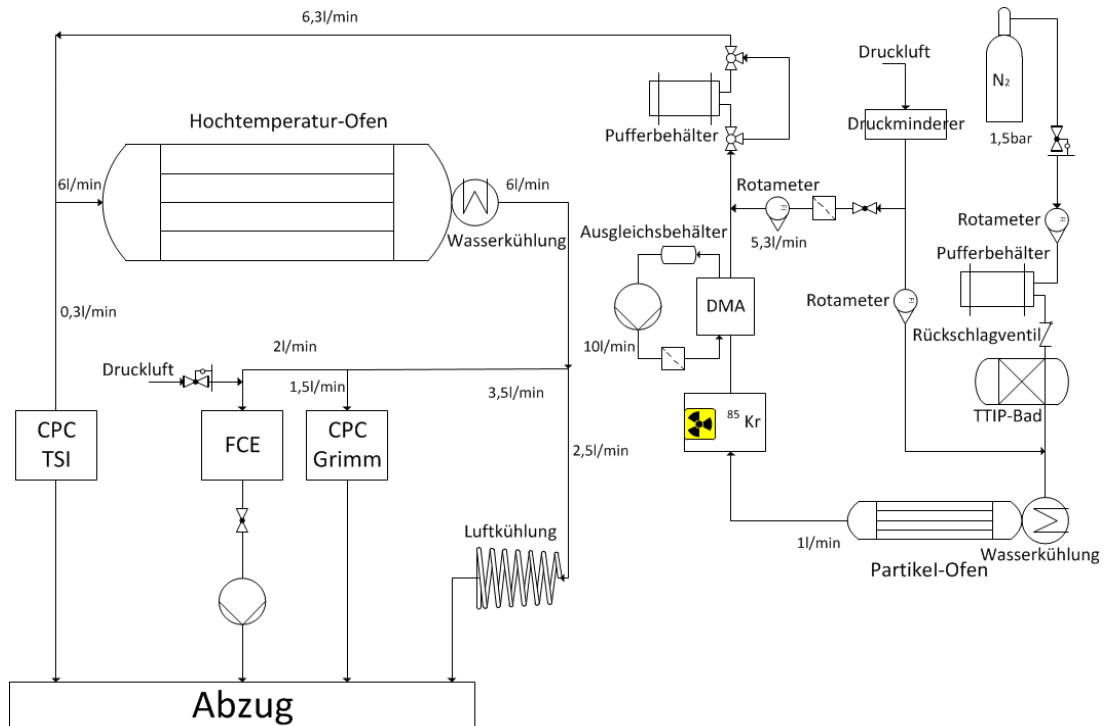 6,3l/min
Druckluft
N₂
Hochtemperatur-Ofen
Pufferbehälter
Druckminderer
1,5bar
6l/min
6l/min
Rotameter
Wasserkühlung
5,3l/min
Rotameter
Ausgleichsbehälter
Pufferbehälter
0,3l/min
DMA
Rotameter
10l/min
Rückschlagventil
2l/min
Druckluft
1,5l/min
3,5l/min
TTIP-Bad
CPC
TSI
FCE
CPC
Grimm
⁸⁵ Kr
2,5l/min
Luftkühlung
1l/min
Wasserkühlung
Partikel-Ofen
Abzug